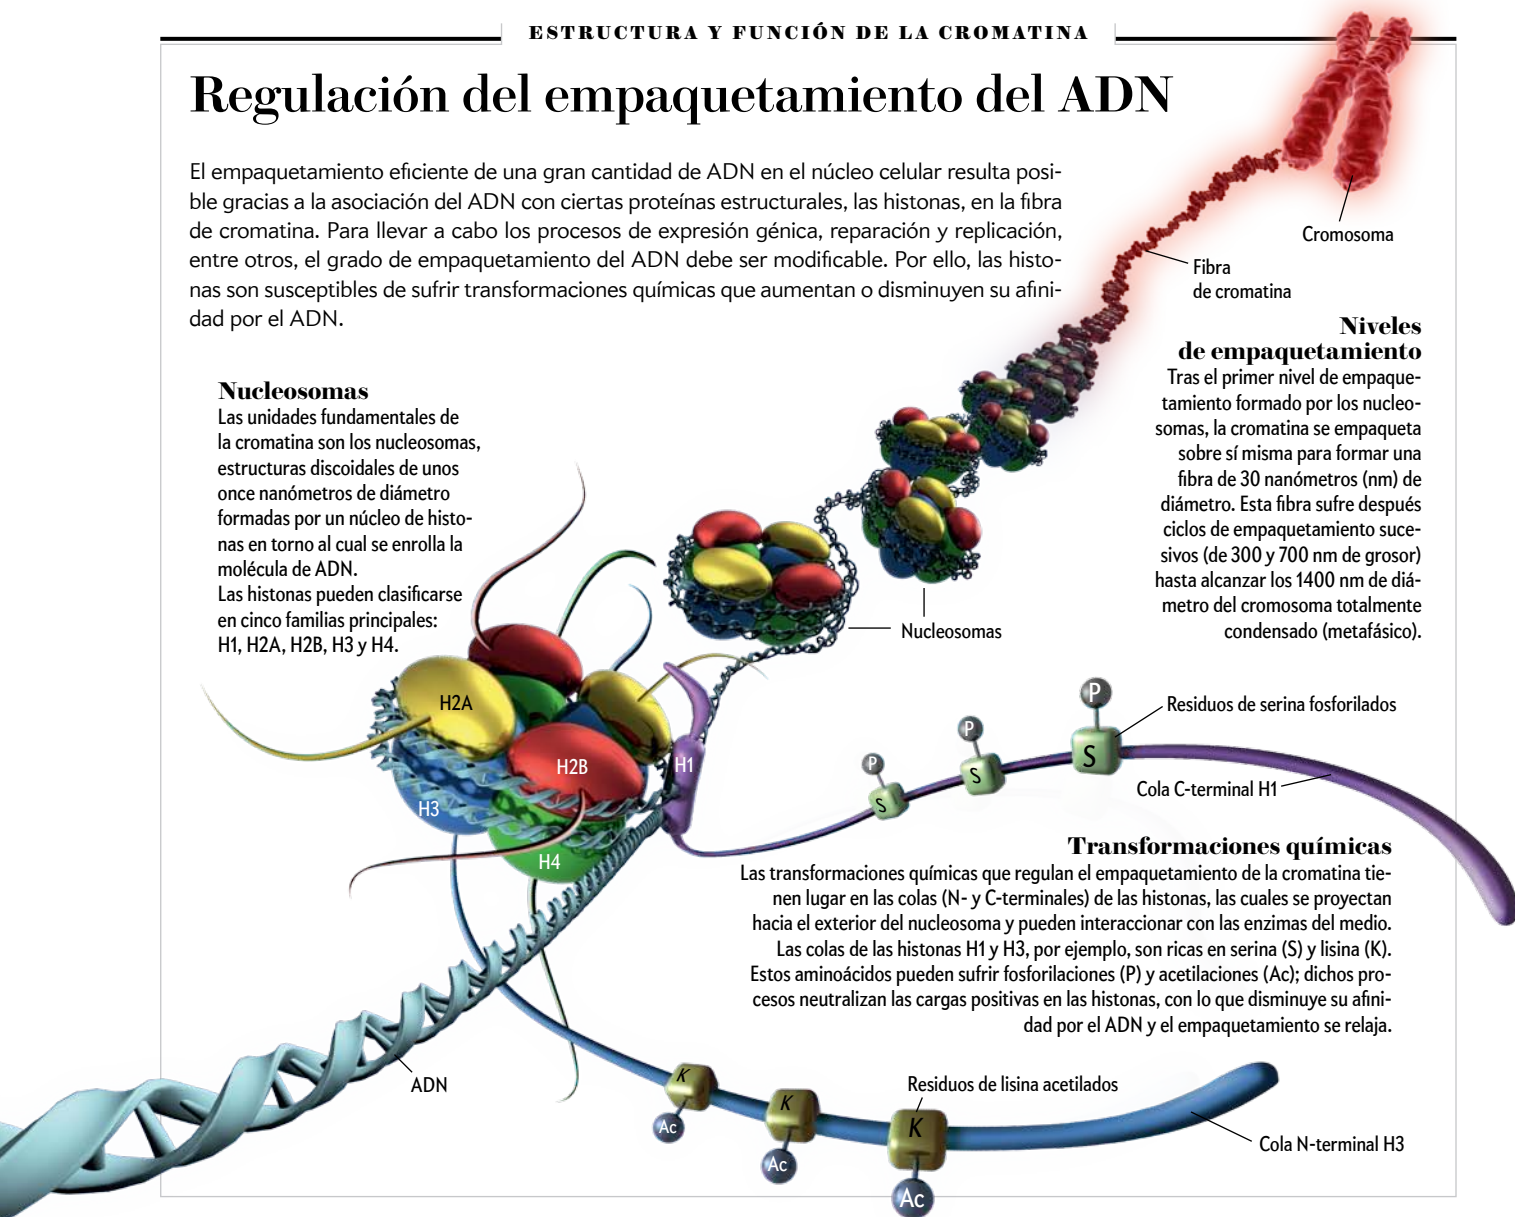 ESTRUCTURA Y FUNCIÓN DE LA CROMATINA
Regulación del empaquetamiento del ADN
El empaquetamiento eficiente de una gran cantidad de ADN en el núcleo celular resulta posi-
ble gracias a la asociación del ADN con ciertas proteínas estructurales, las histonas, en la fibra
de cromatina. Para llevar a cabo los procesos de expresión génica, reparación y replicación,
entre otros, el grado de empaquetamiento del ADN debe ser modificable. Por ello, las histo-
nas son susceptibles de sufrir transformaciones químicas que aumentan o disminuyen su afini-
dad por el ADN.
Cromosoma
Fibra
de cromatina
Niveles
de empaquetamiento
Tras el primer nivel de empaque-
tamiento formado por los nucleo-
somas, la cromatina se empaqueta
sobre sí misma para formar una
fibra de 30 nanómetros (nm) de
diámetro. Esta fibra sufre después
ciclos de empaquetamiento suce-
sivos (de 300 y 700 nm de grosor)
hasta alcanzar los 1400 nm de diá-
metro del cromosoma totalmente
condensado (metafásico).
Nucleosomas
Las unidades fundamentales de
la cromatina son los nucleosomas,
estructuras discoidales de unos
once nanómetros de diámetro
formadas por un núcleo de histo-
nas en torno al cual se enrolla la
molécula de ADN.
Las histonas pueden clasificarse
en cinco familias principales:
H1, H2A, H2B, H3 y H4.
Nucleosomas
H2A
H2B
H1
H3
H4
P
P
P
S
S
S
Residuos de serina fosforilados
Cola C-terminal H1
Transformaciones químicas
Las transformaciones químicas que regulan el empaquetamiento de la cromatina tie-
nen lugar en las colas (N- y C-terminales) de las histonas, las cuales se proyectan
hacia el exterior del nucleosoma y pueden interaccionar con las enzimas del medio.
Las colas de las histonas H1 y H3, por ejemplo, son ricas en serina (S) y lisina (K).
Estos aminoácidos pueden sufrir fosforilaciones (P) y acetilaciones (Ac); dichos pro-
cesos neutralizan las cargas positivas en las histonas, con lo que disminuye su afini-
dad por el ADN y el empaquetamiento se relaja.
ADN
K
K
K
Ac
Ac
Ac
Residuos de lisina acetilados
Cola N-terminal H3